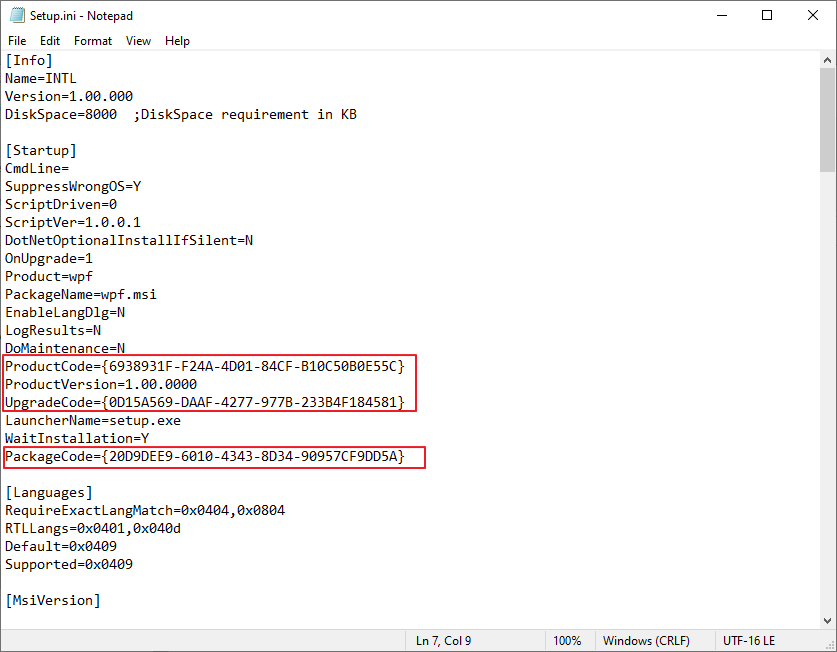 Setup.ini - Notepad
File Edit Format View Help
[Info]
Name=INTL
Version=1.00.000
DiskSpace=8000  ;DiskSpace requirement in KB
[Startup]
CmdLine=
SuppressWrongOS=Y
ScriptDriven=0
ScriptVer=1.0.0.1
DotNetOptionalInstallIfSilent=N
OnUpgrade=1
Product=wpf
PackageName=wpf.msi
EnableLangDlg=N
LogResults=N
DoMaintenance=N
ProductCode={6938931F-F24A-4D01-84CF-B10C50B0E55C}
ProductVersion=1.00.0000
UpgradeCode={0D15A569-DAAF-4277-977B-233B4F184581}
LauncherName=setup.exe
WaitInstallation=Y
PackageCode={20D9DEE9-6010-4343-8D34-90957CF9DD5A}
[Languages]
RequireExactLangMatch=0x0404,0x0804
RTLLangs=0x0401,0x040d
Default=0x0409
Supported=0x0409
[MsiVersion]
Ln 7, Col 9 100% Windows (CRLF) UTF-16 LE